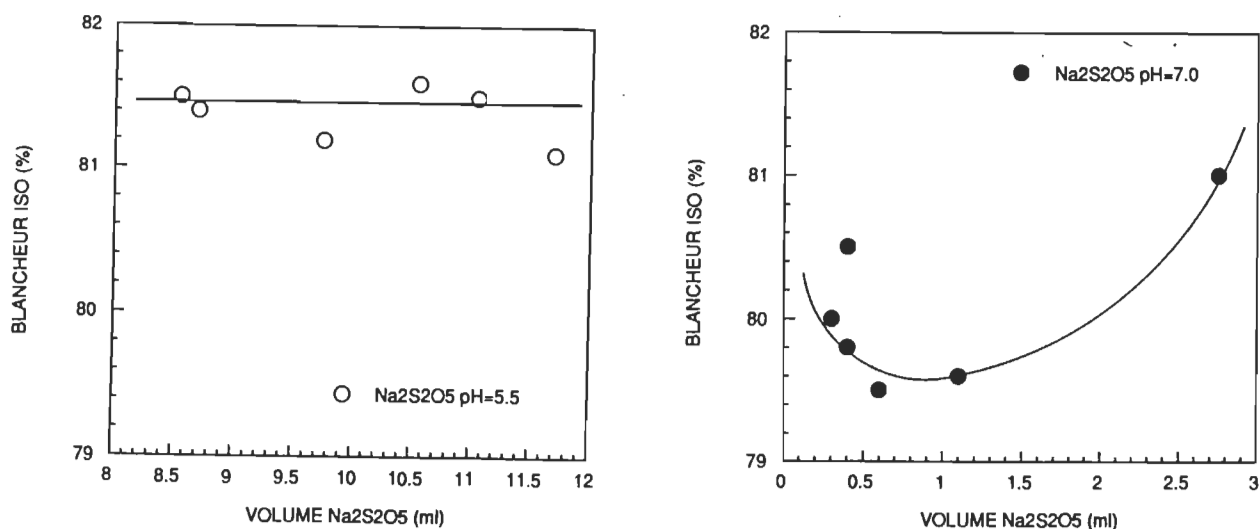 82
81
80
79
BLANCHEUR ISO (%)
Na2S2O5 pH=5.5
8 8.5 9 9.5 10 10.5 11 11.5 12
VOLUME Na2S2O5 (ml)
82
81
80
79
BLANCHEUR ISO (%)
Na2S2O5 pH=7.0
0 0.5 1 1.5 2 2.5 3
VOLUME Na2S2O5 (ml)